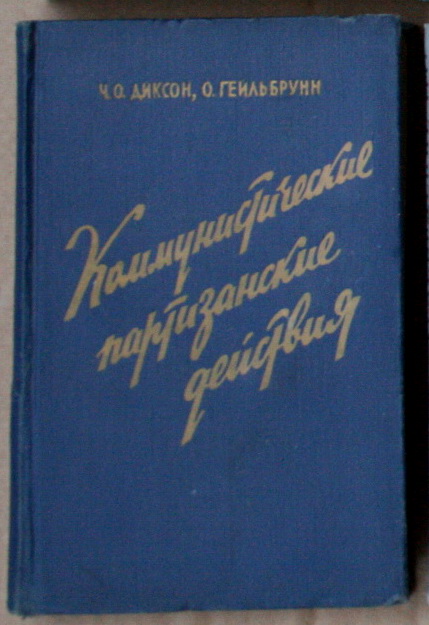 Ч. О. ДИКСОН, О. ГЕЙЛЬБРУНН
Коммунистические
партизанские
действия